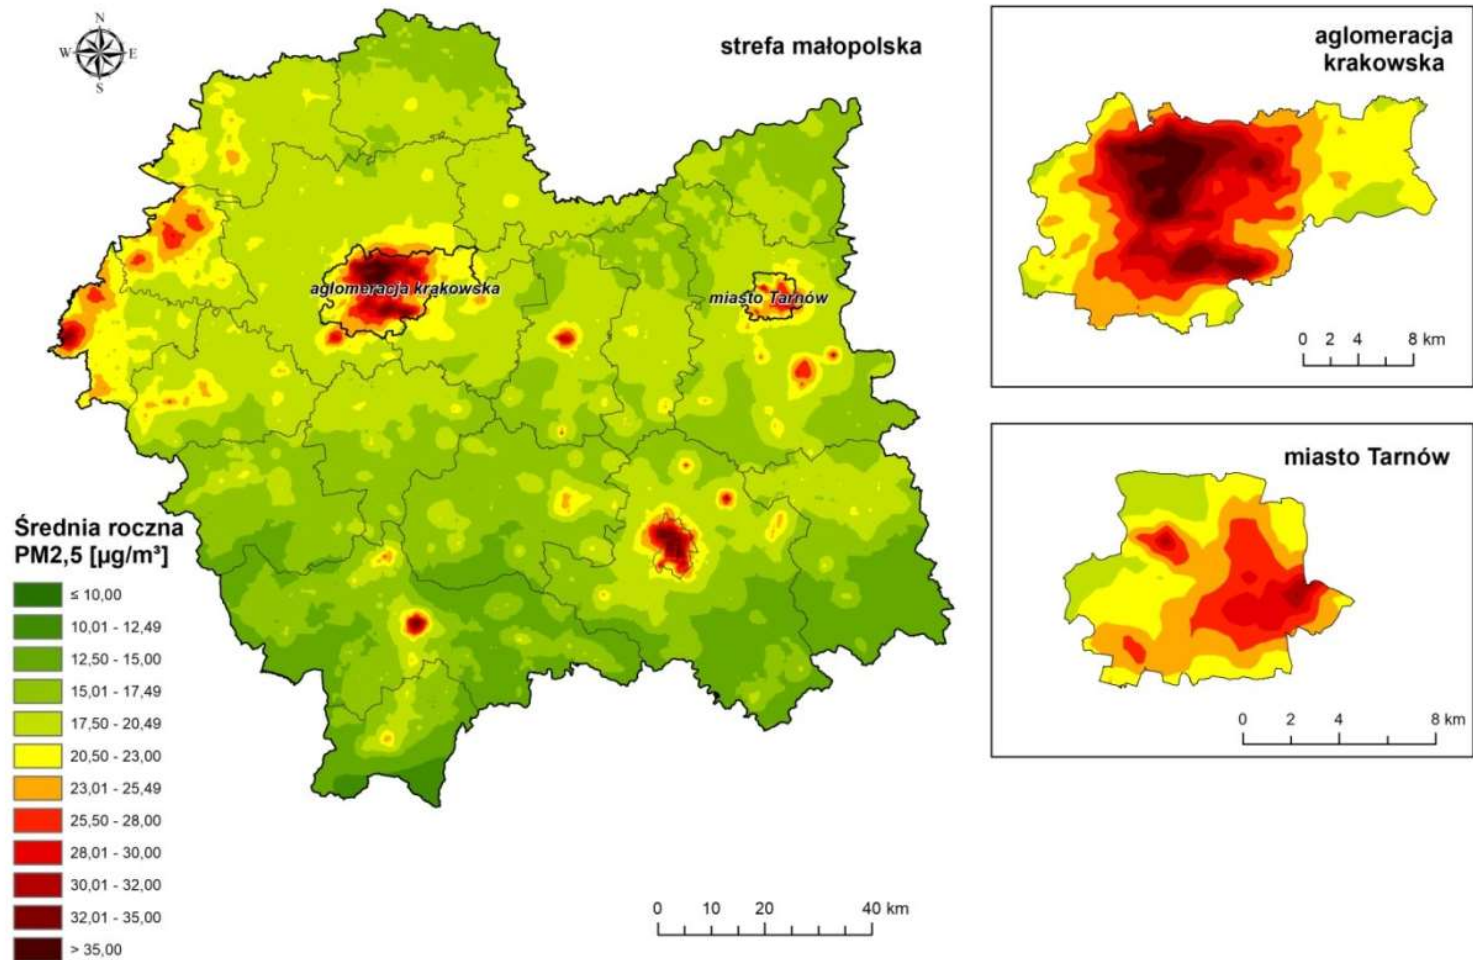 N
W E
S
strefa małopolska
aglomeracja krakowska
miasto Tarnów
Średnia roczna
PM2,5 [µg/m³]
≤ 10,00
10,01 - 12,49
12,50 - 15,00
15,01 - 17,49
17,50 - 20,49
20,50 - 23,00
23,01 - 25,49
25,50 - 28,00
28,01 - 30,00
30,01 - 32,00
32,01 - 35,00
> 35,00
0 10 20 40 km
aglomeracja
krakowska
0 2 4 8 km
miasto Tarnów
0 2 4 8 km